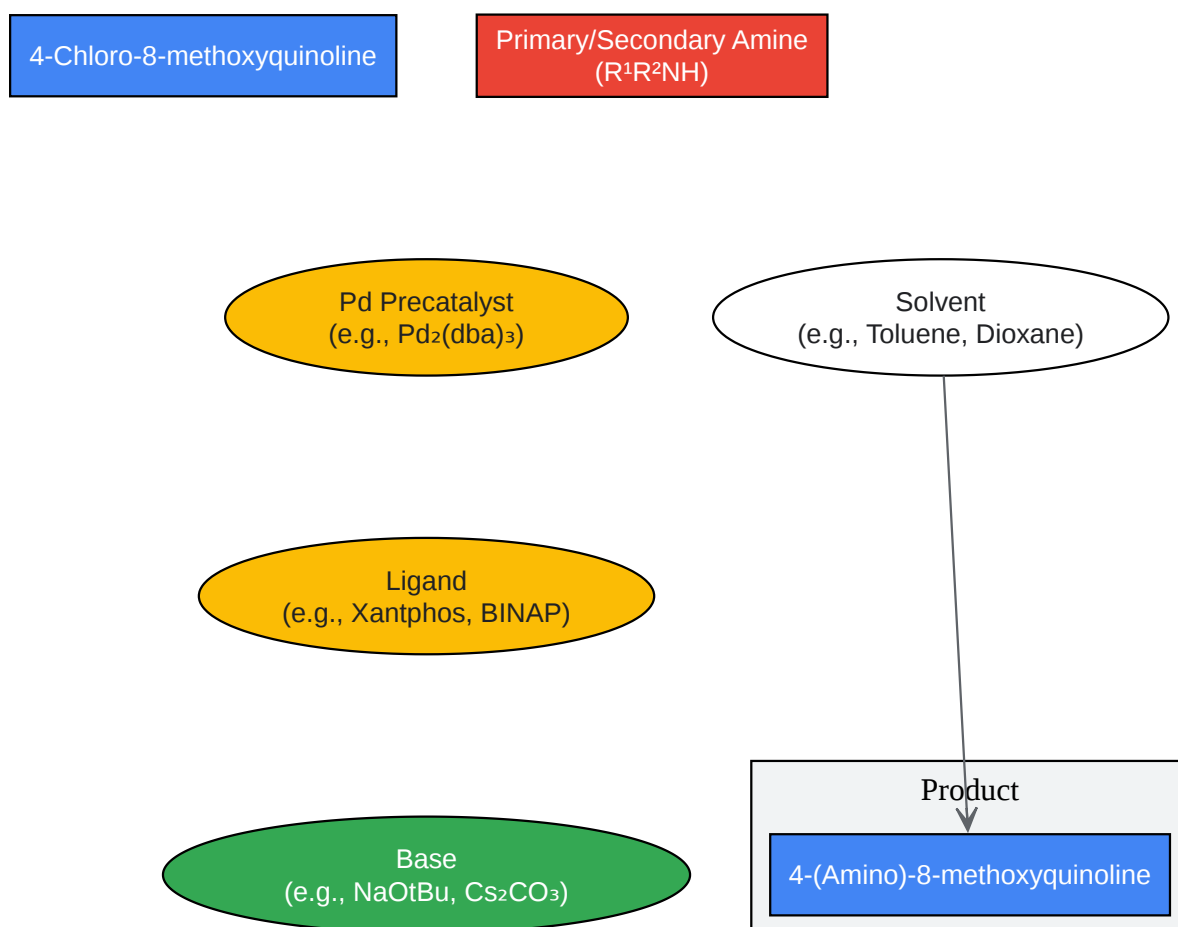 4-Chloro-8-methoxyquinoline
Primary/Secondary Amine
(R¹R²NH)
Pd Precatalyst
(e.g., Pd₂(dba)₃)
Solvent
(e.g., Toluene, Dioxane)
Ligand
(e.g., Xantphos, BINAP)
Product
Base
(e.g., NaOtBu, Cs₂CO₃)
4-(Amino)-8-methoxyquinoline